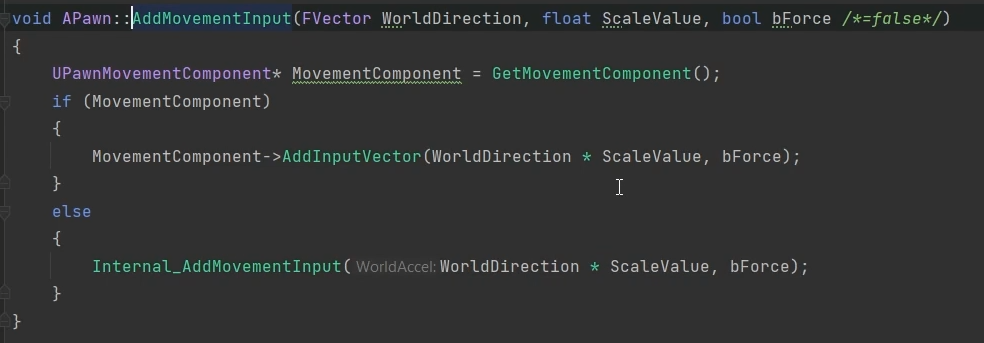 void APawn::AddMovementInput(FVector WorldDirection, float ScaleValue, bool bForce /*=false*/)
{
    UPawnMovementComponent* MovementComponent = GetMovementComponent();
    if (MovementComponent)
    {
        MovementComponent->AddInputVector(WorldDirection * ScaleValue, bForce);
    }
    else
    {
        Internal_AddMovementInput( WorldAccel: WorldDirection * ScaleValue, bForce);
    }
}